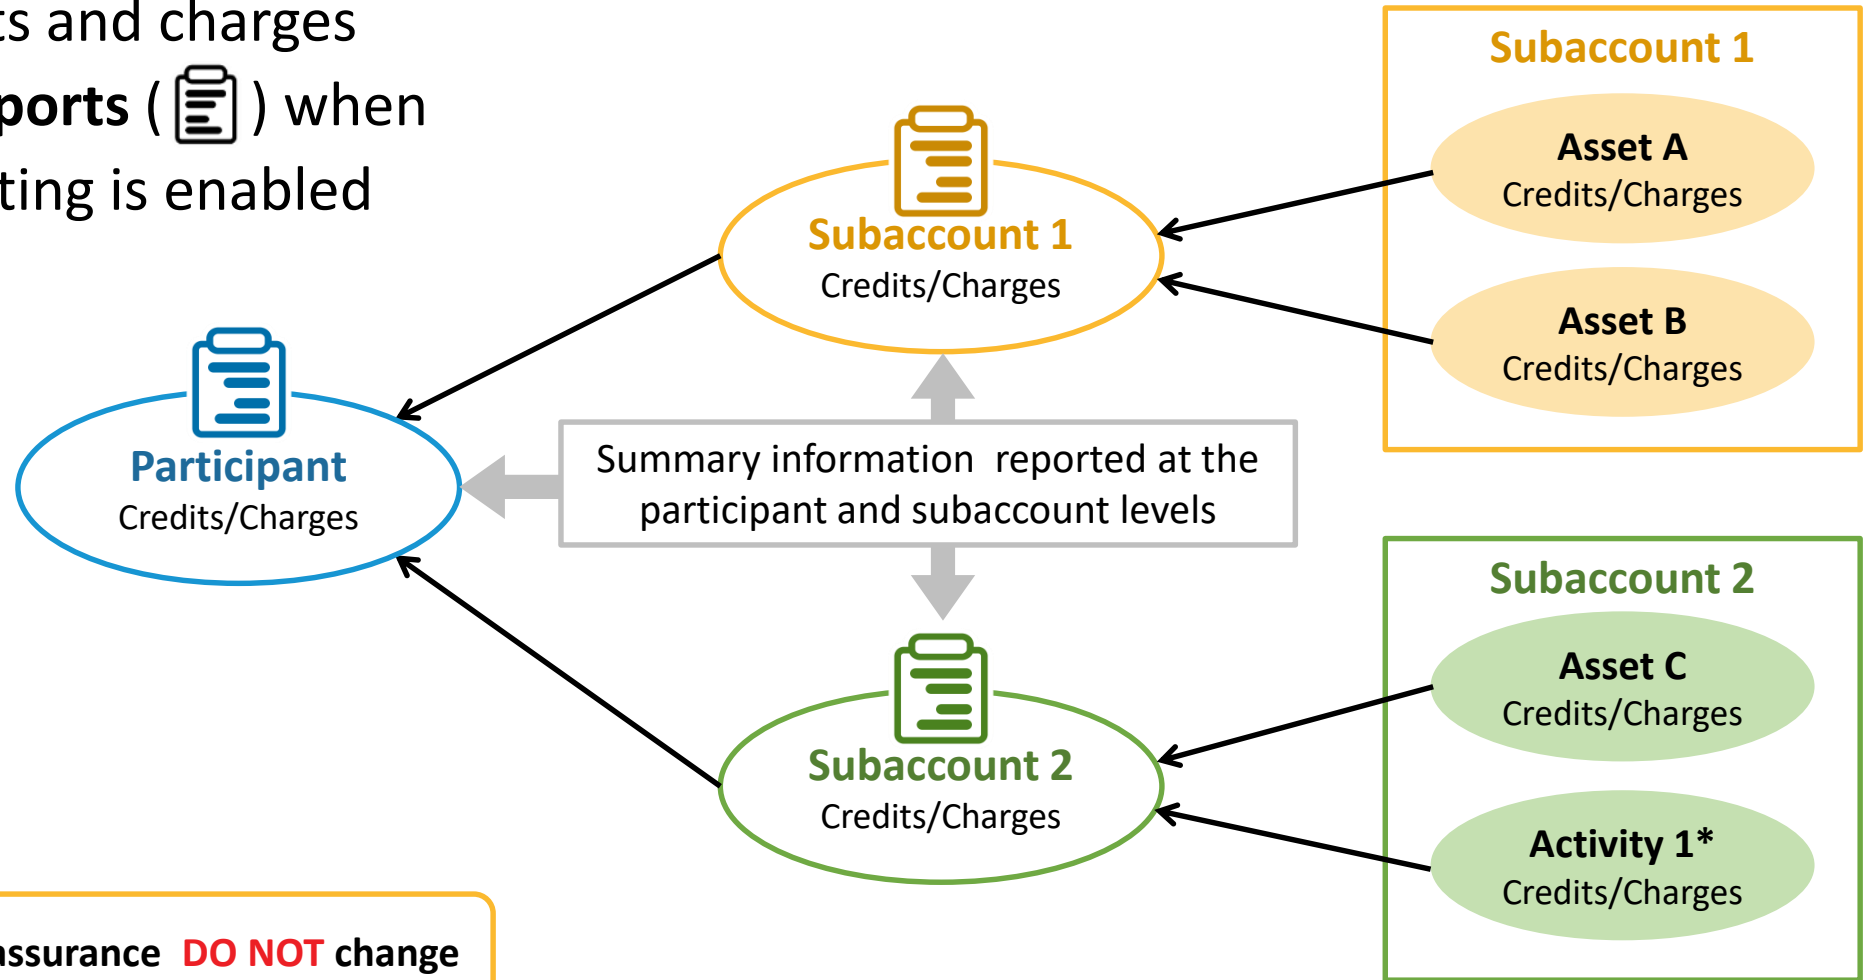 ts and charges
ports ( ) when
ting is enabled
Subaccount 1
Asset A
Credits/Charges
Asset B
Credits/Charges
Subaccount 1
Credits/Charges
Participant
Credits/Charges
Summary information reported at the
participant and subaccount levels
Subaccount 2
Credits/Charges
Subaccount 2
Asset C
Credits/Charges
Activity 1*
Credits/Charges
assurance DO NOT change